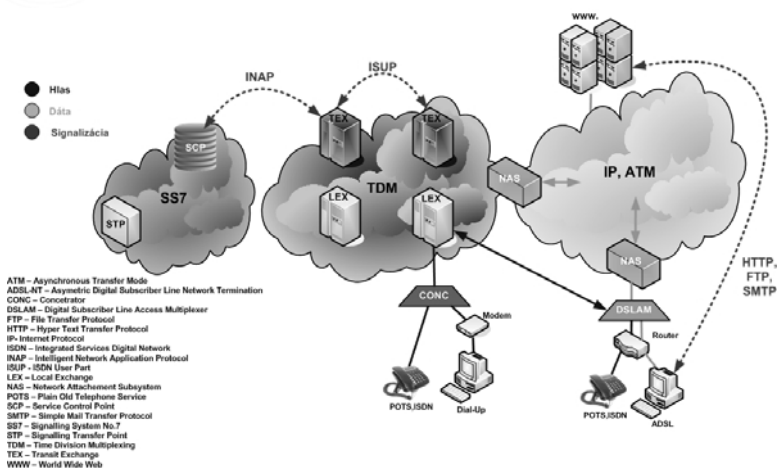 WWW.
ISUP
INAP
Hlas
Dáta
Signalizácia
SCP
SS7
STP
TEX
TEX
TDM
LEX
LEX
NAS
IP, ATM
NAS
HTTP,
FTP,
SMTP
CONC
Modem
DSLAM
Router
POTS,ISDN
Dial-Up
POTS,ISDN
ADSL
ATM – Asynchronous Transfer Mode
ADSL-NT – Asymetric Digital Subscriber Line Network Termination
CONC – Concetrator
DSLAM – Digital Subscriber Line Access Multiplexer
FTP – File Transfer Protocol
HTTP – Hyper Text Transfer Protocol
IP- Internet Protocol
ISDN – Integrated Services Digital Network
INAP – Intelligent Network Application Protocol
ISUP - ISDN User Part
LEX – Local Exchange
NAS – Network Attachement Subsystem
POTS – Plain Old Telephone Service
SCP – Service Control Point
SMTP – Simple Mail Transfer Protocol
SS7 – Signalling System No.7
STP – Signalling Transfer Point
TDM – Time Division Multiplexing
TEX – Transit Exchange
WWW – World Wide Web